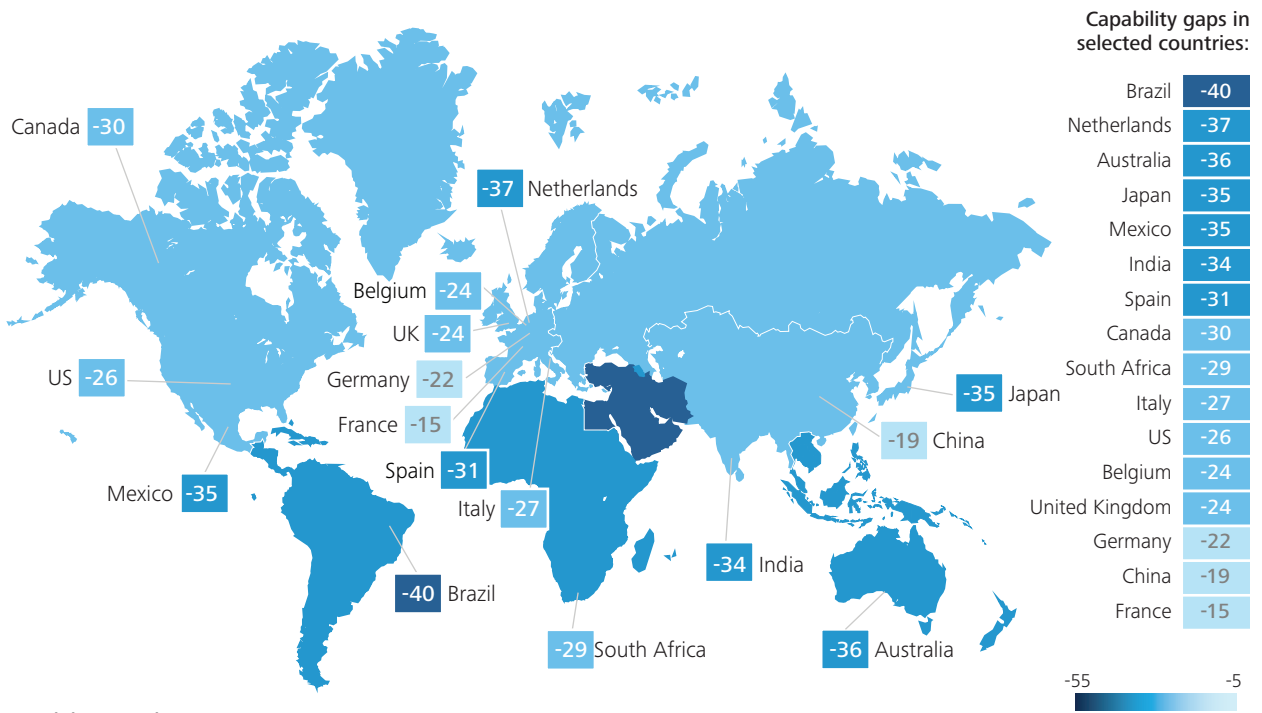 Capability gaps in
selected countries:
Canada -30
-37 Netherlands
Belgium -24
UK -24
US -26
Germany -22
France -15
-35 Japan
-19 China
Spain -31
Mexico -35
Italy -27
-34 India
-40 Brazil
-29 South Africa
-36 Australia
Brazil -40
Netherlands -37
Australia -36
Japan -35
Mexico -35
India -34
Spain -31
Canada -30
South Africa -29
Italy -27
US -26
Belgium -24
United Kingdom -24
Germany -22
China -19
France -15
-55 -5